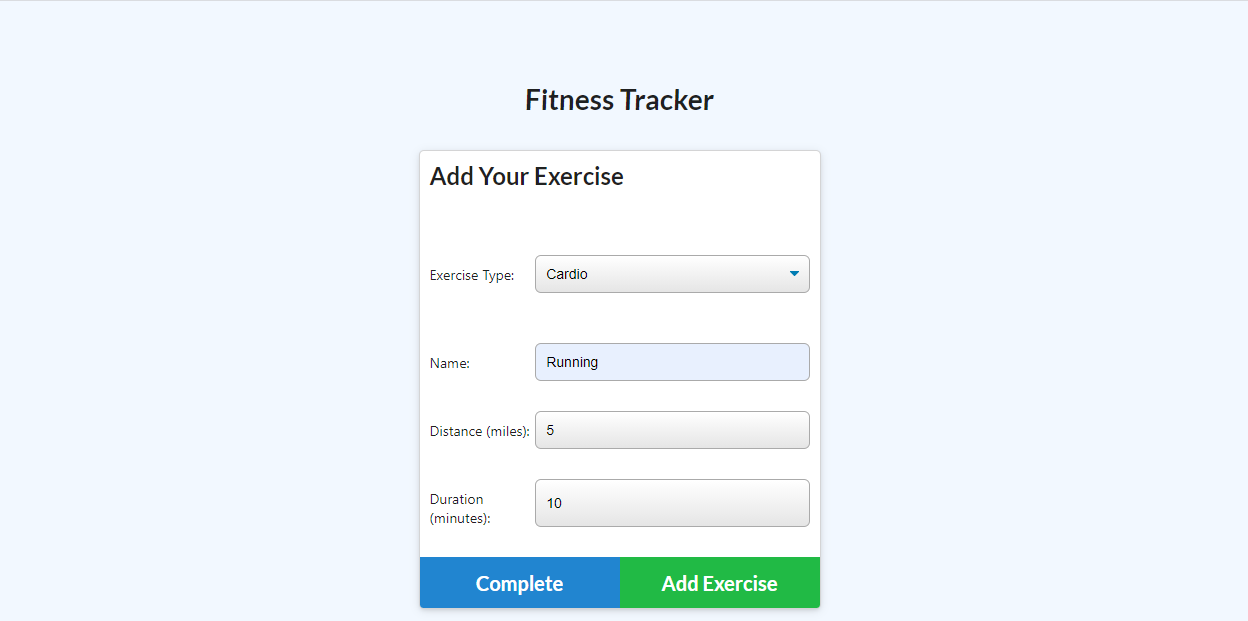 Fitness Tracker
Add Your Exercise
Exercise Type: Cardio
Name: Running
Distance (miles): 5
Duration
(minutes): 10
Complete Add Exercise